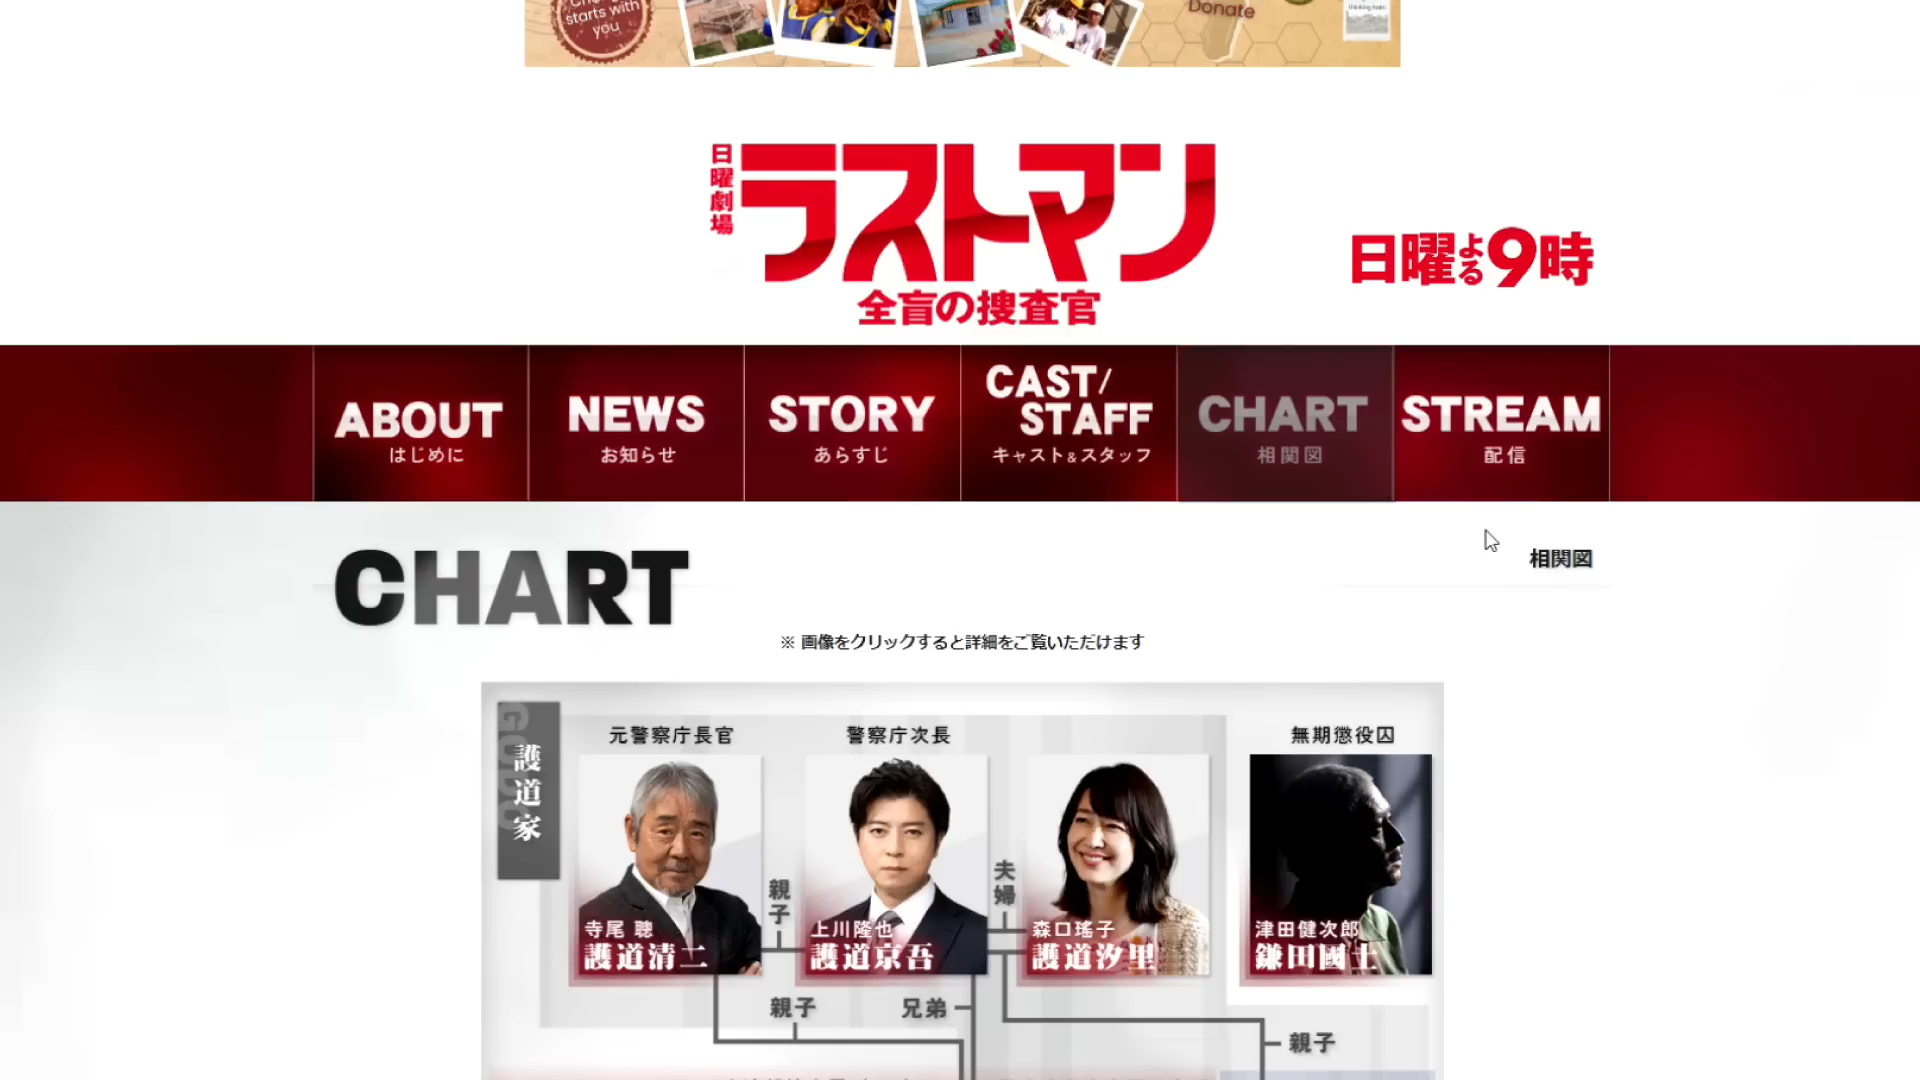 starts with
you
Donate
日曜劇場
ラストマン
全盲の捜査官
日曜よる9時
ABOUT
はじめに
NEWS
お知らせ
STORY
あらすじ
CAST/
STAFF
キャスト&スタッフ
CHART
相関図
STREAM
配信
CHART
相関図
※ 画像をクリックすると詳細をご覧いただけます
護道家
元警察庁長官
警察庁次長
無期懲役囚
親子
夫婦
寺尾 聰
護道清二
上川隆也
護道京吾
森口瑤子
護道汐里
津田健次郎
鎌田國士
親子
兄弟
親子